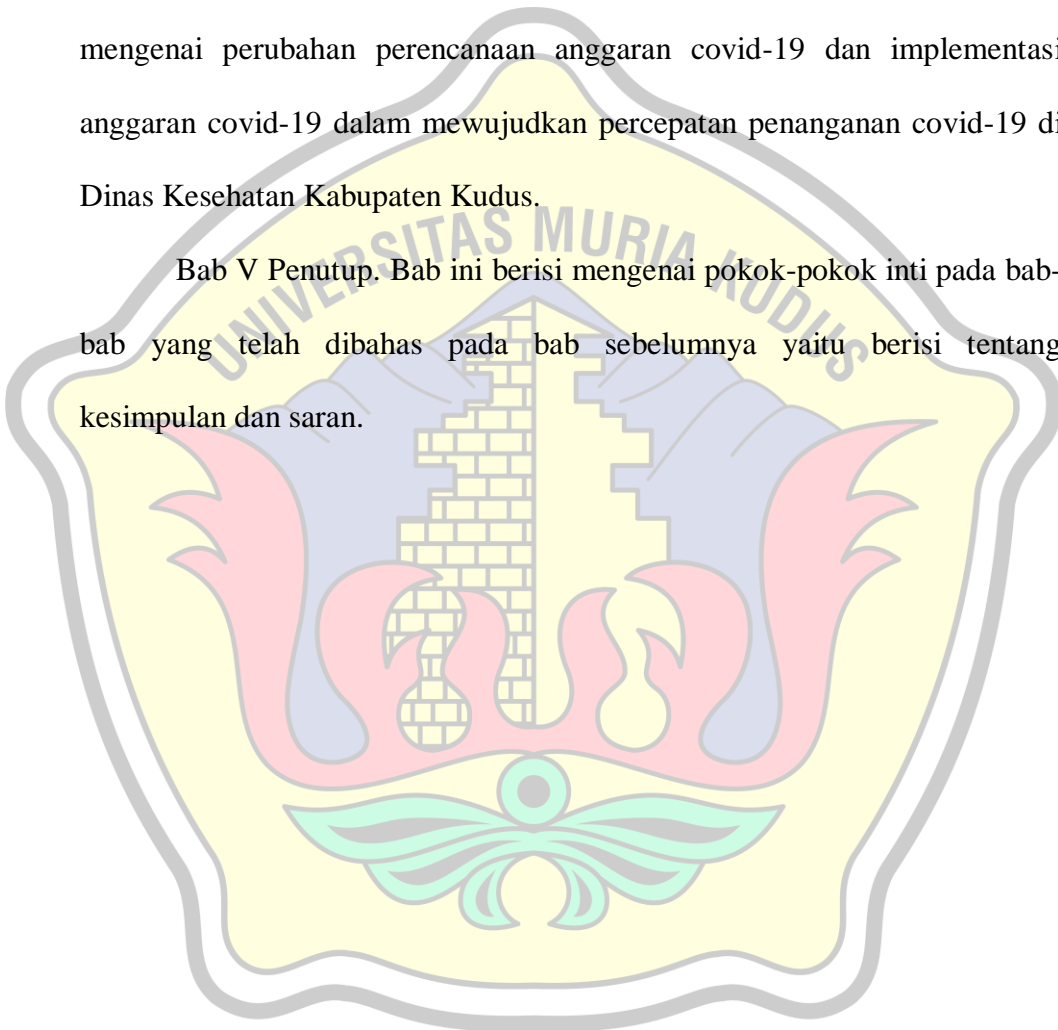 mengenai perubahan perencanaan anggaran covid-19 dan implementasi
anggaran covid-19 dalam mewujudkan percepatan penanganan covid-19 di
Dinas Kesehatan Kabupaten Kudus.
UNIVERSITAS MURIA KUDUS
Bab V Penutup. Bab ini berisi mengenai pokok-pokok inti pada bab-
bab yang telah dibahas pada bab sebelumnya yaitu berisi tentang
kesimpulan dan saran.